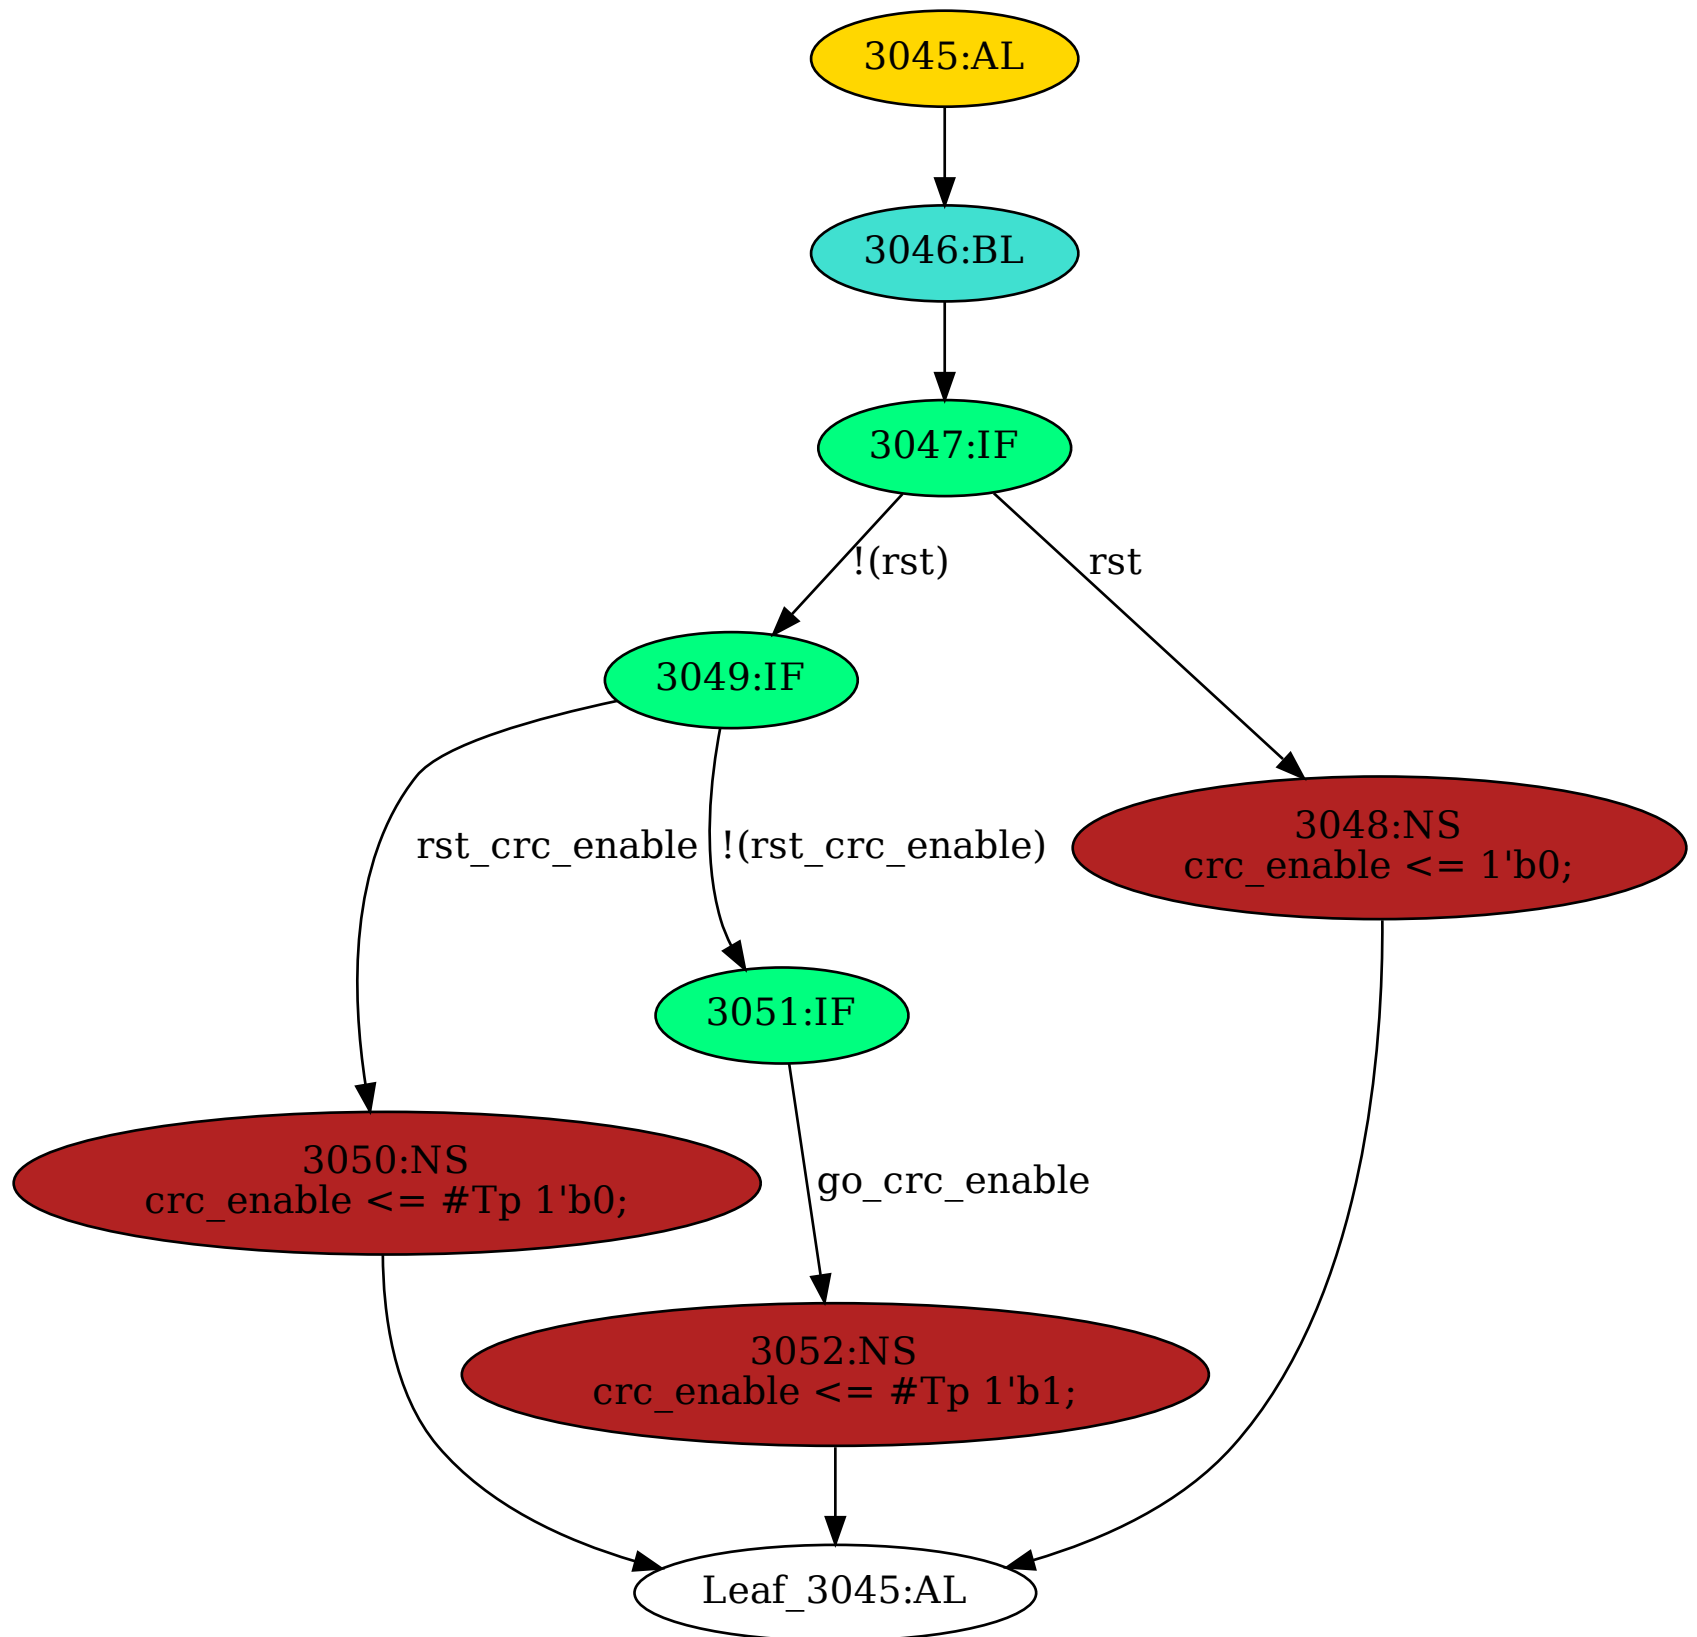 3045:AL
3046:BL
3047:IF
!(rst)
rst
3049:IF
rst_crc_enable
!(rst_crc_enable)
3048:NS
crc_enable <= 1'b0;
3051:IF
3050:NS
crc_enable <= #Tp 1'b0;
go_crc_enable
3052:NS
crc_enable <= #Tp 1'b1;
Leaf_3045:AL